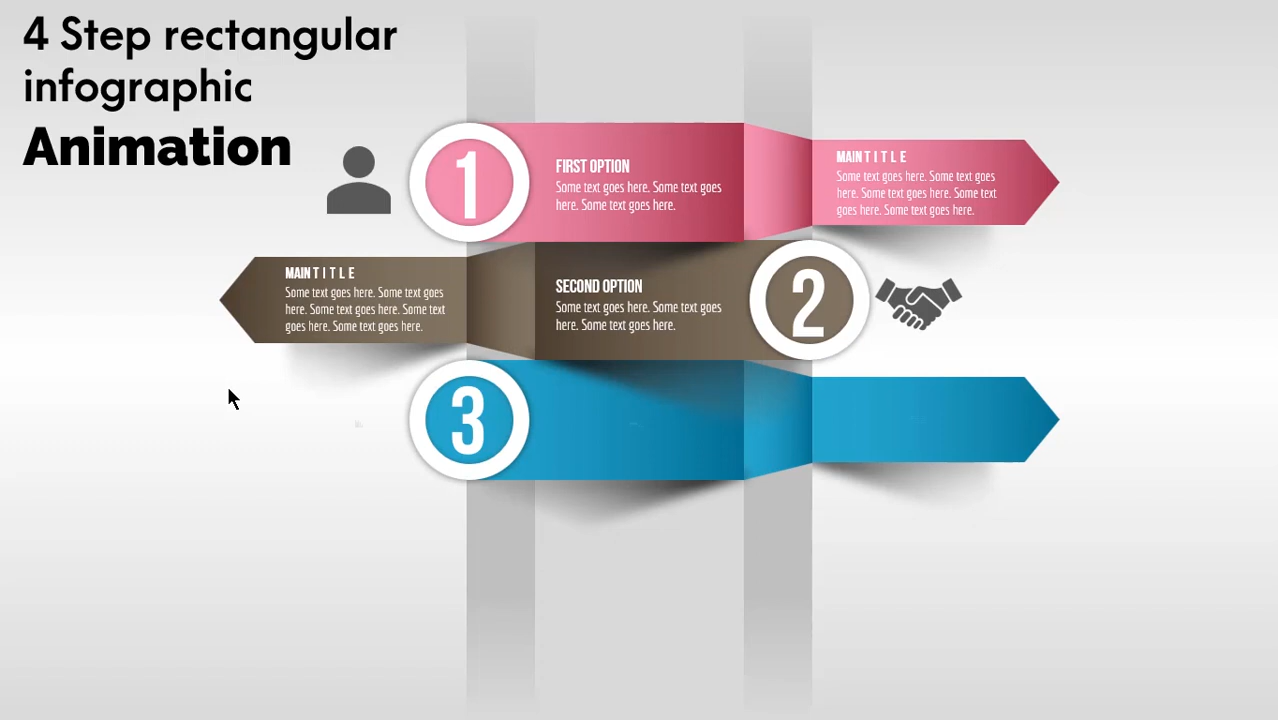 4 Step rectangular
infographic
Animation
1
FIRST OPTION
Some text goes here. Some text goes
here. Some text goes here.
MAIN TITLE
Some text goes here. Some text goes
here. Some text goes here. Some text
goes here. Some text goes here.
MAIN TITLE
Some text goes here. Some text goes
here. Some text goes here. Some text
goes here. Some text goes here.
SECOND OPTION
Some text goes here. Some text goes
here. Some text goes here.
2
3